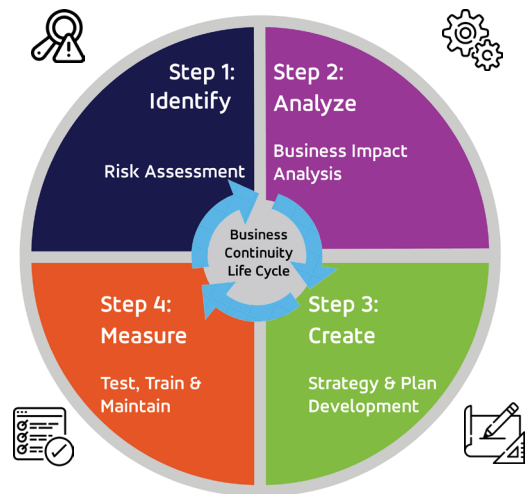 Step 1:
Identify
Risk Assessment
Step 2:
Analyze
Business Impact
Analysis
Business
Continuity
Life Cycle
Step 3:
Create
Strategy & Plan
Development
Step 4:
Measure
Test, Train &
Maintain